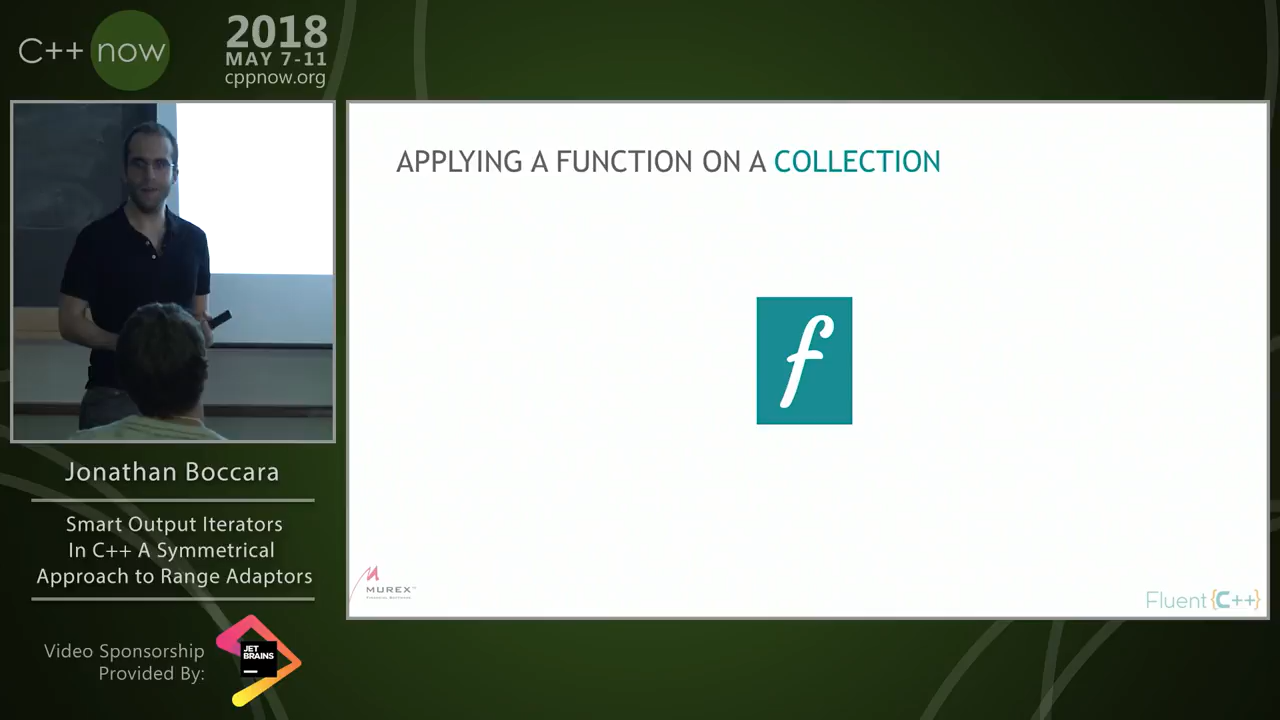 C++ now
2018
MAY 7-11
cppnow.org
APPLYING A FUNCTION ON A COLLECTION
f
Jonathan Boccara
Smart Output Iterators
In C++ A Symmetrical
Approach to Range Adaptors
MUREX
Fluent {C++}
Video Sponsorship
Provided By:
JET
BRAINS